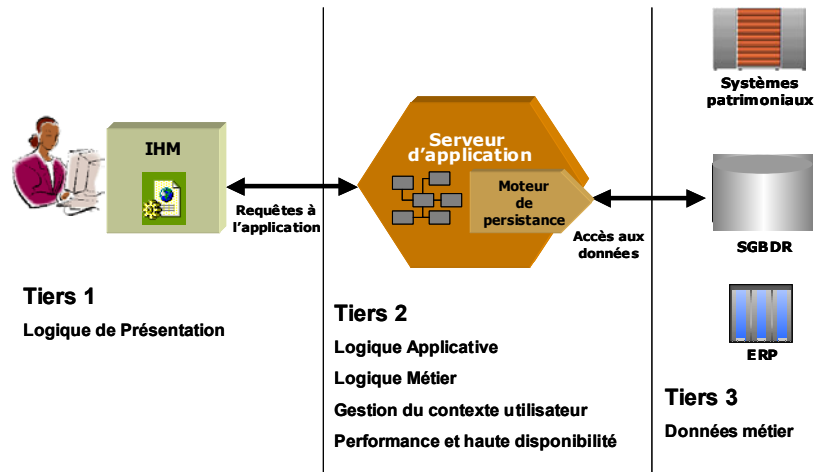 IHM
Requêtes à
l'application
Tiers 1
Logique de Présentation
Serveur
d'application
Moteur
de
persistance
Accès aux
données
Tiers 2
Logique Applicative
Logique Métier
Gestion du contexte utilisateur
Performance et haute disponibilité
Systèmes
patrimoniaux
SGBDR
ERP
Tiers 3
Données métier